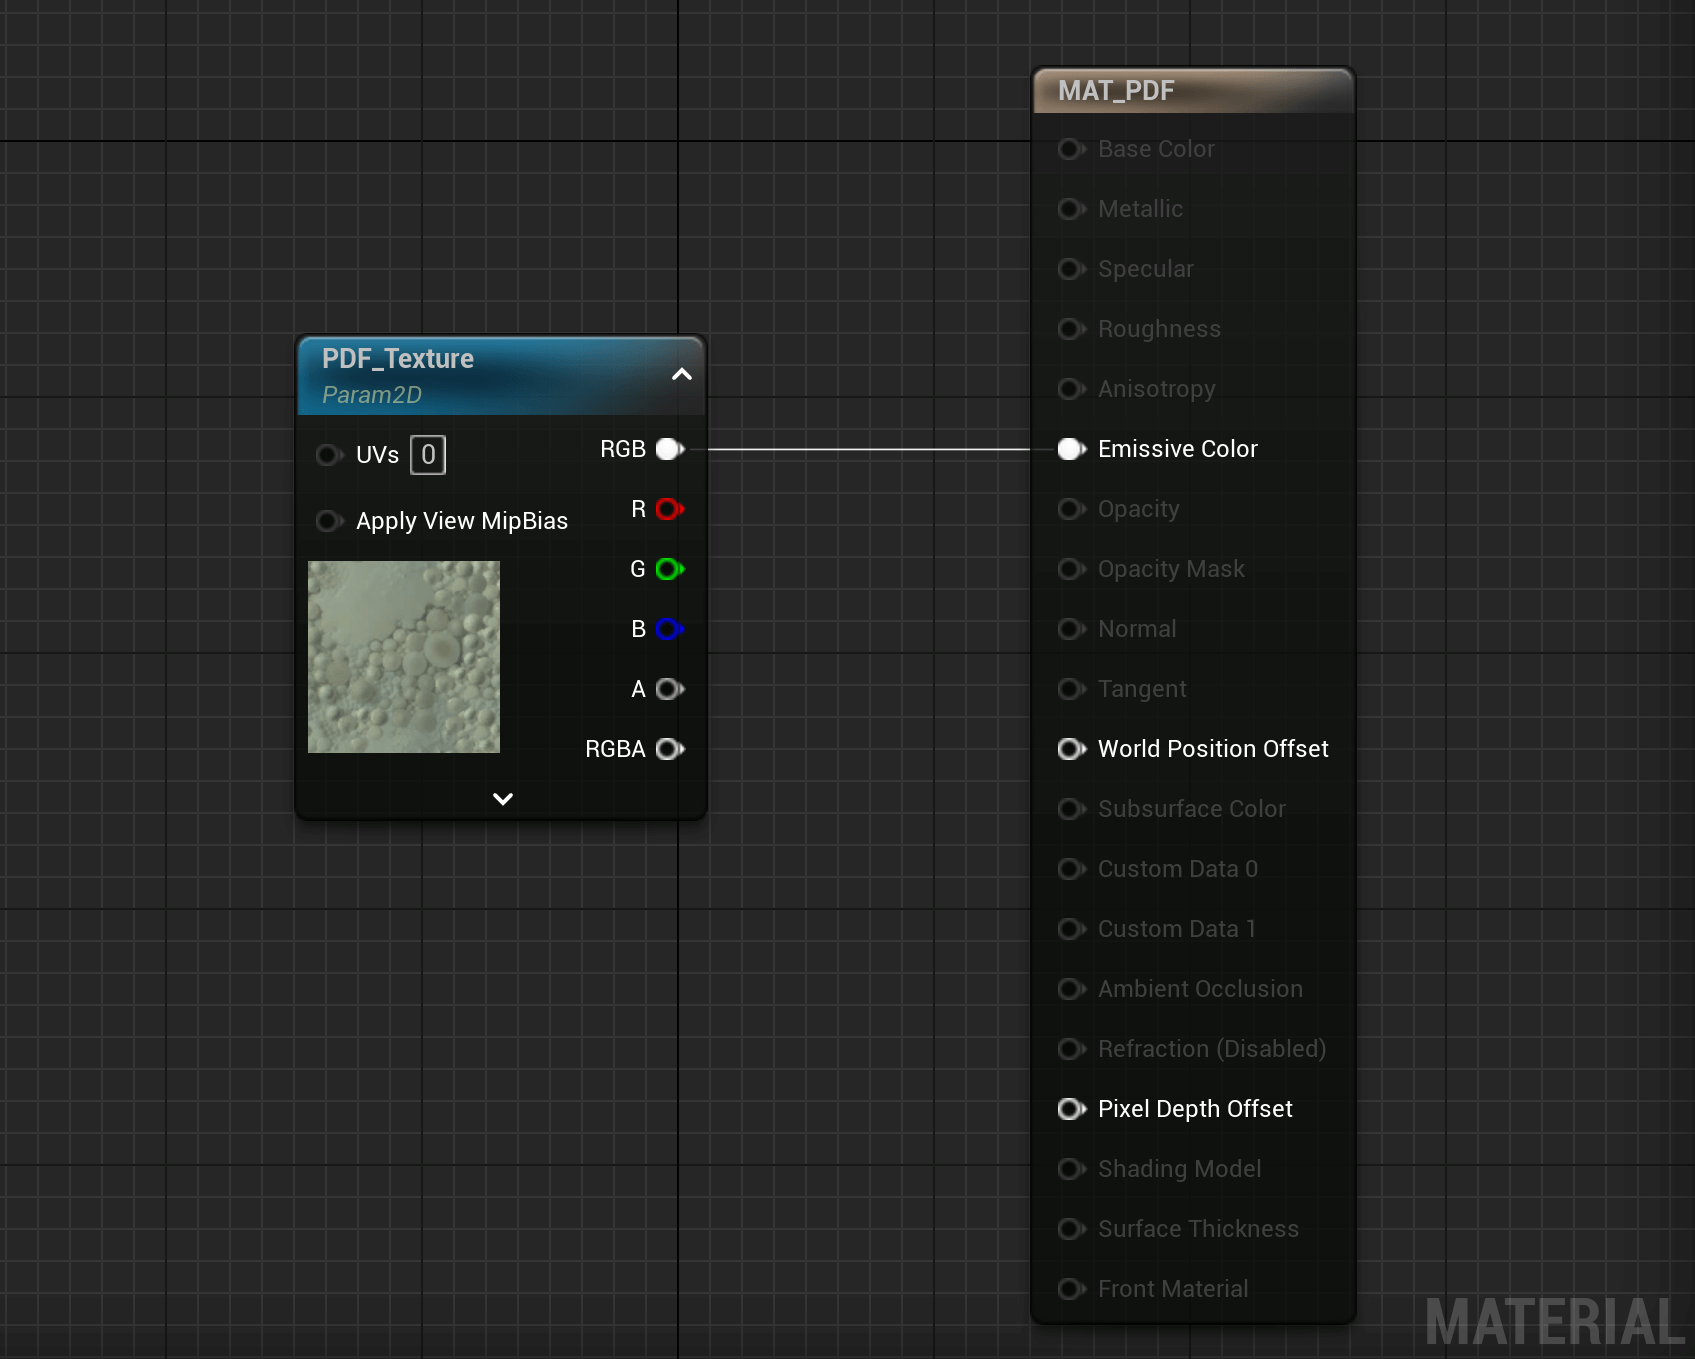 MAT_PDF
Base Color
Metallic
Specular
Roughness
Anisotropy
Emissive Color
Opacity
Opacity Mask
Normal
Tangent
World Position Offset
Subsurface Color
Custom Data 0
Custom Data 1
Ambient Occlusion
Refraction (Disabled)
Pixel Depth Offset
Shading Model
Surface Thickness
Front Material
PDF_Texture
Param2D
UVs 0
Apply View MipBias
RGB
R
G
B
A
RGBA
MATERIAL